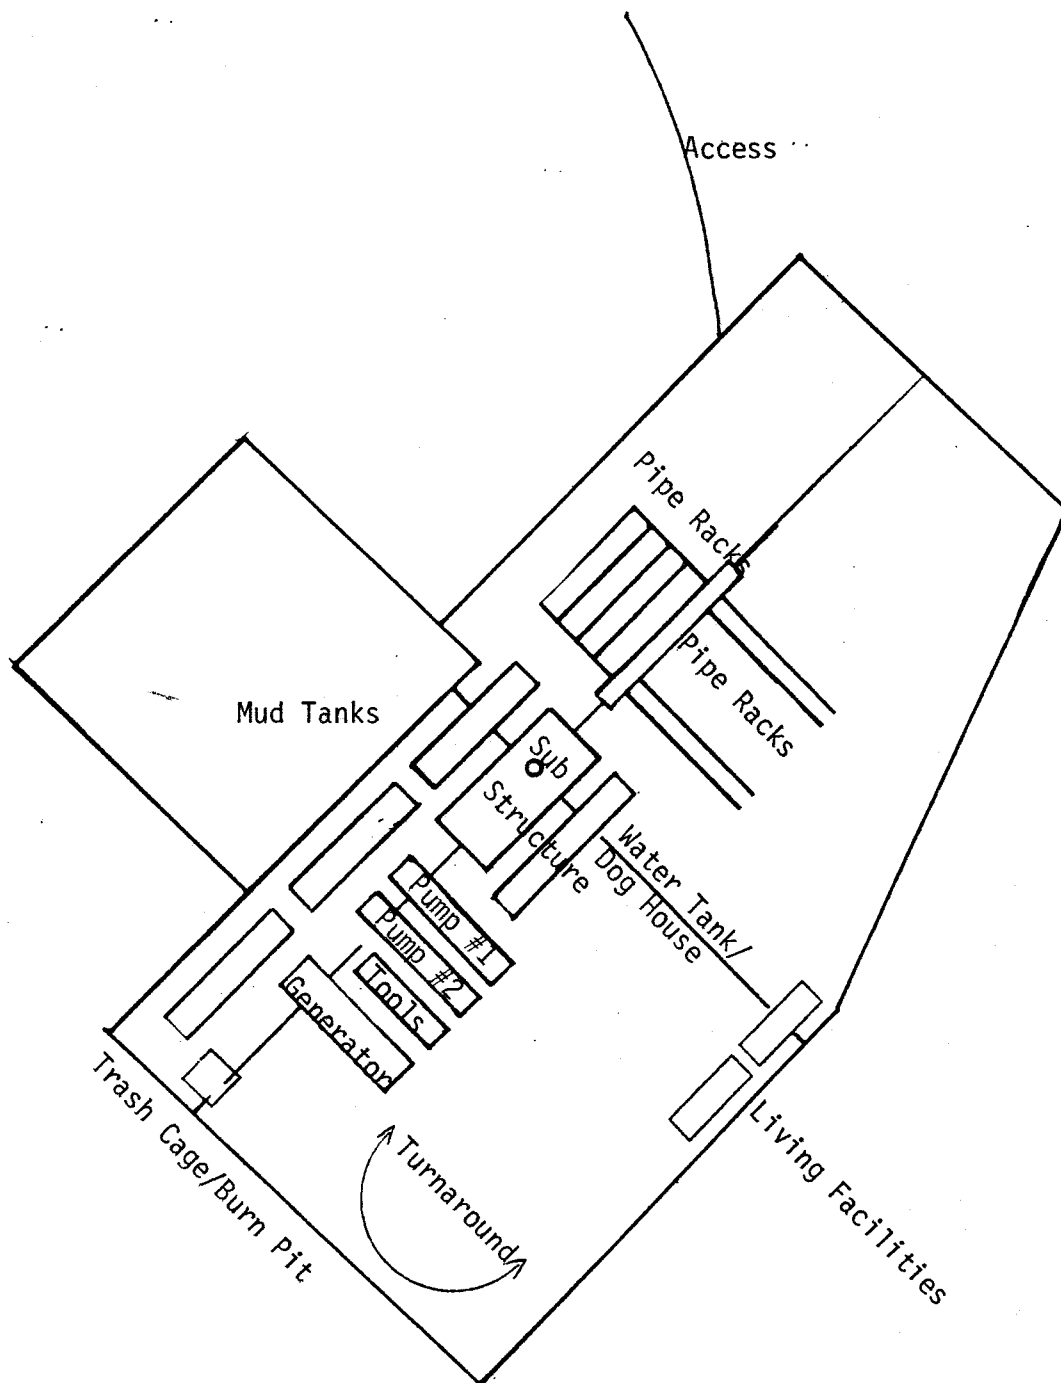 Access
Pipe Racks
Pipe Racks
Mud Tanks
Sub
Structure
Water Tank/
Dog House
Pump #1
Pump #2
Tools
Generator
Trash Cage/Burn Pit
Turnaround
Living Facilities